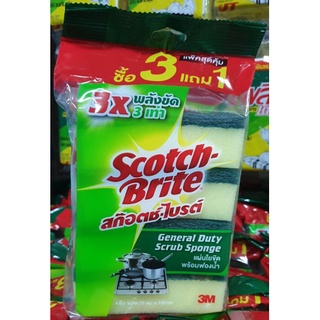 แพ็คสุดคุ้ม
ซื้อ 3 แถม 1
3X พลังขัด
3 เท่า
Scotch-
Brite
สก๊อตช์-ไบรต์
General Duty
Scrub Sponge
แผ่นใยขัด
พร้อมฟองน้ำ
3M